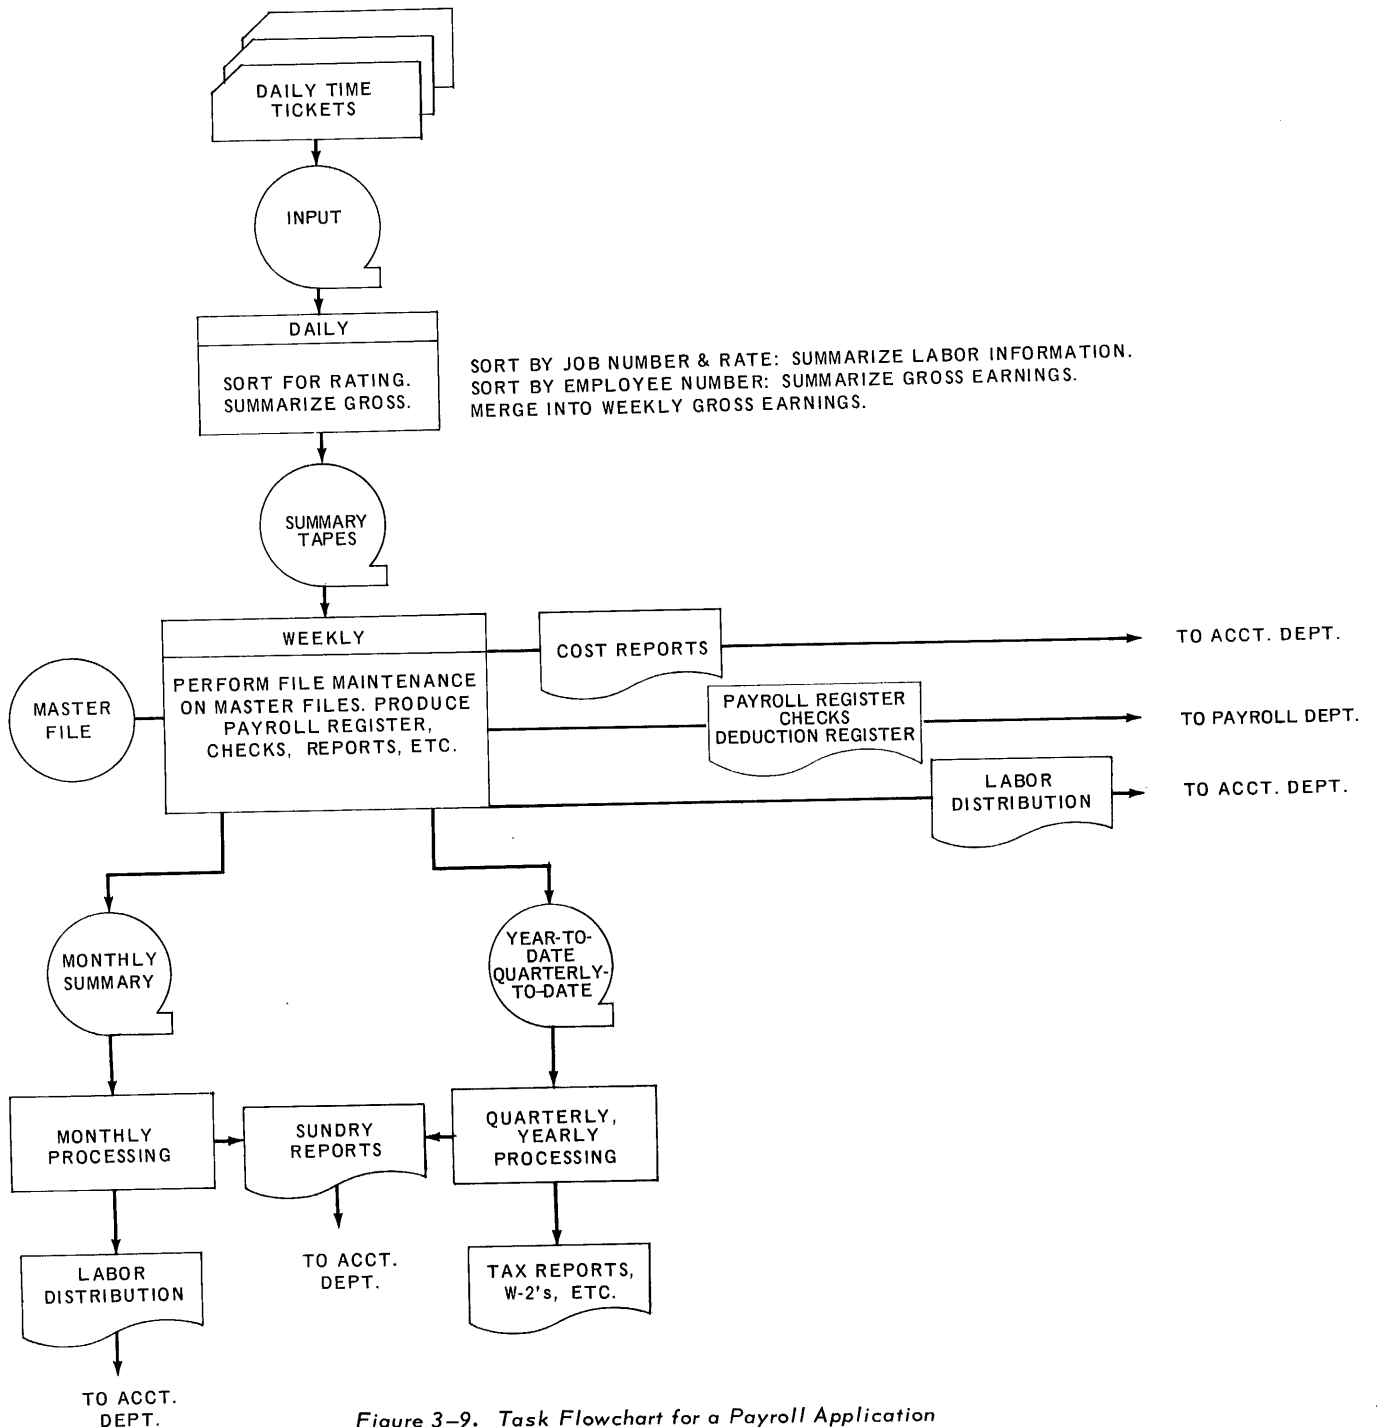 DAILY TIME
TICKETS
INPUT
DAILY
SORT FOR RATING.
SUMMARIZE GROSS.
SORT BY JOB NUMBER & RATE: SUMMARIZE LABOR INFORMATION.
SORT BY EMPLOYEE NUMBER: SUMMARIZE GROSS EARNINGS.
MERGE INTO WEEKLY GROSS EARNINGS.
SUMMARY
TAPES
WEEKLY
PERFORM FILE MAINTENANCE
ON MASTER FILES. PRODUCE
PAYROLL REGISTER,
CHECKS, REPORTS, ETC.
MASTER
FILE
COST REPORTS
TO ACCT. DEPT.
PAYROLL REGISTER
CHECKS
DEDUCTION REGISTER
TO PAYROLL DEPT.
LABOR
DISTRIBUTION
TO ACCT. DEPT.
MONTHLY
SUMMARY
YEAR-TO-
DATE
QUARTERLY-
TO-DATE
MONTHLY
PROCESSING
SUNDRY
REPORTS
QUARTERLY,
YEARLY
PROCESSING
LABOR
DISTRIBUTION
TO ACCT.
DEPT.
TAX REPORTS,
W-2's, ETC.
TO ACCT.
DEPT.
Figure 3-9. Task Flowchart for a Payroll Application